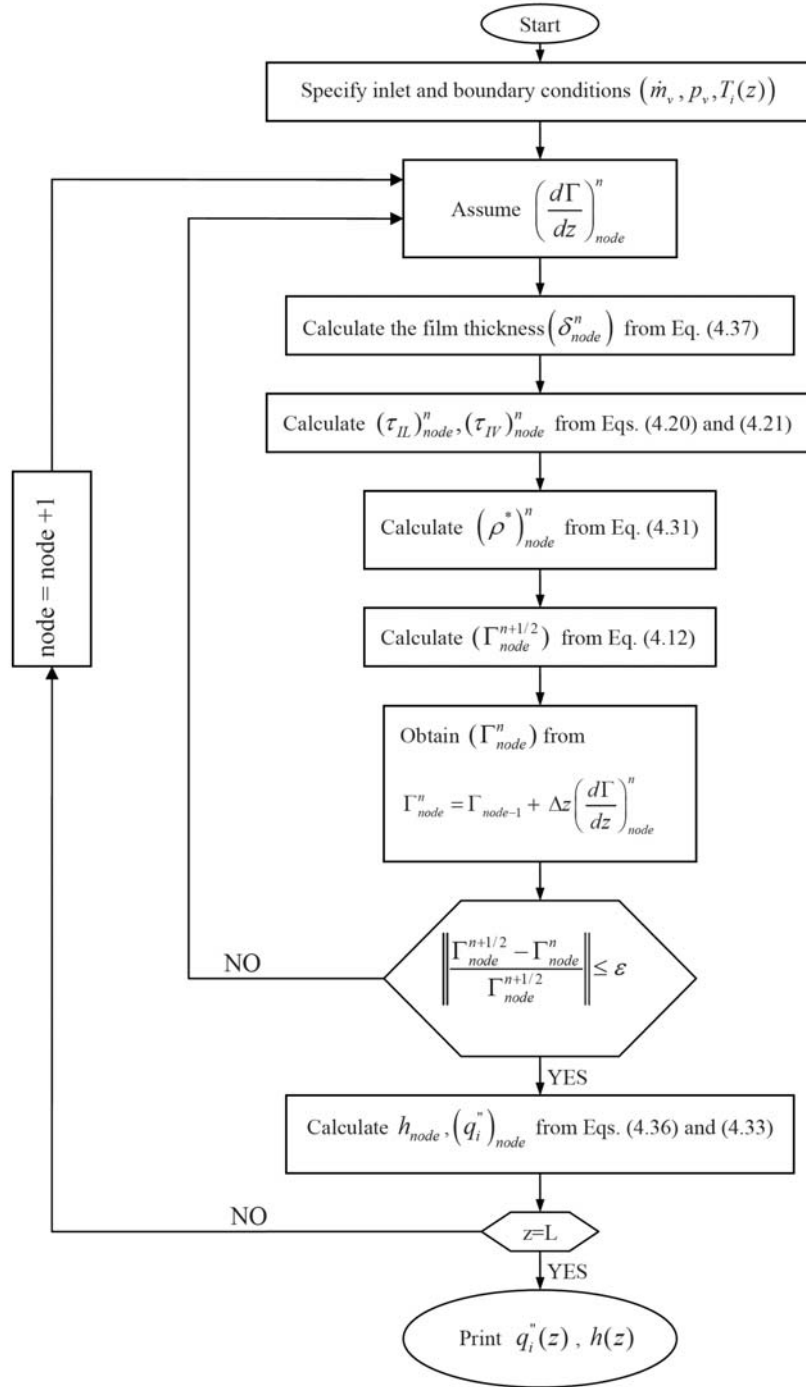 Start
Specify inlet and boundary conditions (ṁ_v, p_v, T_i(z))
Assume (dΓ/dz)^n_node
Calculate the film thickness (δ^n_node) from Eq. (4.37)
Calculate (τ_IL)^n_node, (τ_IV)^n_node from Eqs. (4.20) and (4.21)
Calculate (ρ*)^n_node from Eq. (4.31)
node = node +1
Calculate (Γ^{n+1/2}_node) from Eq. (4.12)
Obtain (Γ^n_node) from
Γ^n_node = Γ_{node−1} + Δz(dΓ/dz)^n_node
‖(Γ^{n+1/2}_node − Γ^n_node)/Γ^{n+1/2}_node‖ ≤ ε
NO
YES
Calculate h_node, (q_i^")_node from Eqs. (4.36) and (4.33)
NO
z=L
YES
Print q_i^"(z) , h(z)